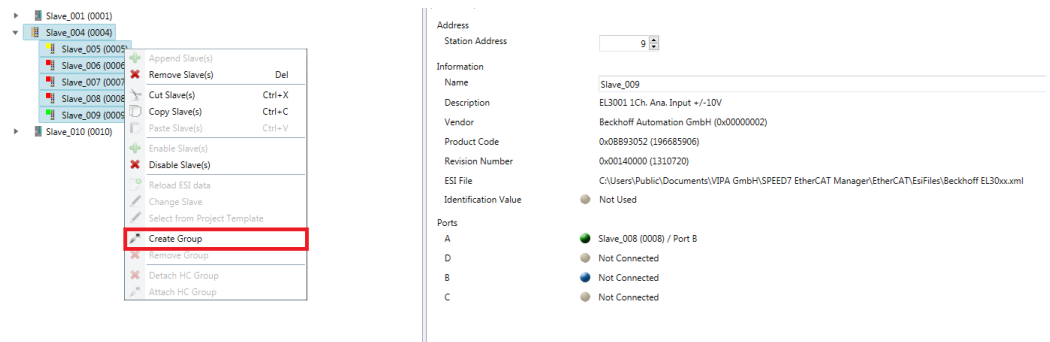 Slave_001 (0001)
Slave_004 (0004)
Slave_005 (0005)
Slave_006 (0006
Slave_007 (0007
Slave_008 (0008
Slave_009 (0009
Slave_010 (0010)
Append Slave(s)
Remove Slave(s) Del
Cut Slave(s) Ctrl+X
Copy Slave(s) Ctrl+C
Paste Slave(s) Ctrl+V
Enable Slave(s)
Disable Slave(s)
Reload ESI data
Change Slave
Select from Project Template
Create Group
Remove Group
Detach HC Group
Attach HC Group
Address
Station Address 9
Information
Name Slave_009
Description EL3001 1Ch. Ana. Input +/-10V
Vendor Beckhoff Automation GmbH (0x00000002)
Product Code 0x0BB93052 (196685906)
Revision Number 0x00140000 (1310720)
ESI File C:\Users\Public\Documents\VIPA GmbH\SPEED7 EtherCAT Manager\EtherCAT\EsiFiles\Beckhoff EL30xx.xml
Identification Value Not Used
Ports
A Slave_008 (0008) / Port B
D Not Connected
B Not Connected
C Not Connected